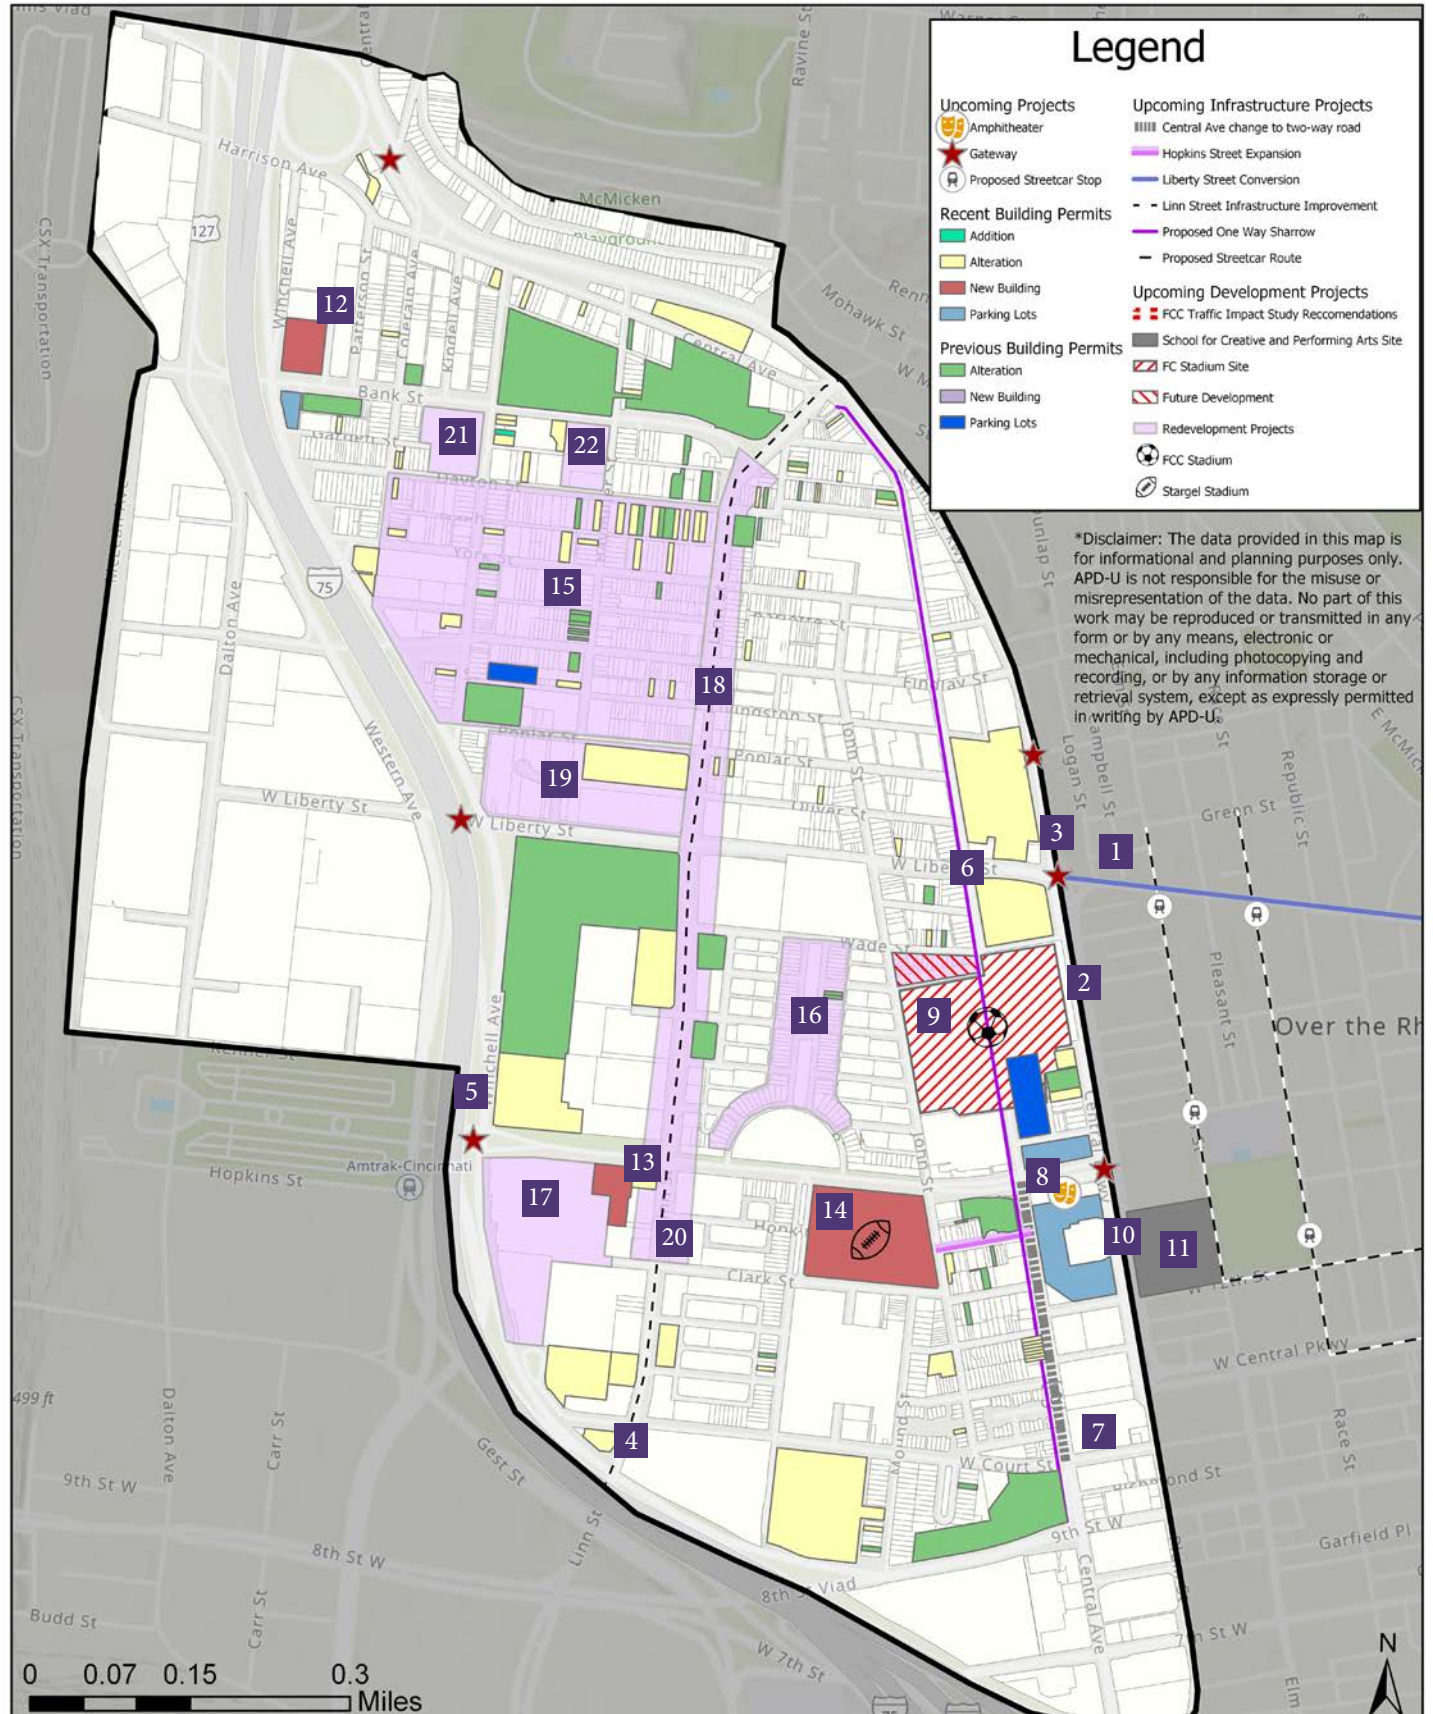 Legend
Upcoming Projects
Amphitheater
Gateway
Proposed Streetcar Stop
Recent Building Permits
Addition
Alteration
New Building
Parking Lots
Previous Building Permits
Alteration
New Building
Parking Lots
Upcoming Infrastructure Projects
Central Ave change to two-way road
Hopkins Street Expansion
Liberty Street Conversion
Linn Street Infrastructure Improvement
Proposed One Way Sharrow
Proposed Streetcar Route
Upcoming Development Projects
FCC Traffic Impact Study Reccomendations
School for Creative and Performing Arts Site
FC Stadium Site
Future Development
Redevelopment Projects
FCC Stadium
Stargel Stadium
*Disclaimer: The data provided in this map is
for informational and planning purposes only.
APD-U is not responsible for the misuse or
misrepresentation of the data. No part of this
work may be reproduced or transmitted in any
form or by any means, electronic or
mechanical, including photocopying and
recording, or by any information storage or
retrieval system, except as expressly permitted
in writing by APD-U.
Ravine St
Harrison Ave
McMicken
127
CSX Transportation
Winchell Ave
Patterson St
12
Mohawk St
Central Ave
Bank St
21
22
Dayton St
75
15
Dalton Ave
Findlay St
18
Poplar St
Poplar St
John St
19
Western Ave
W Liberty St
W Liberty St
Oliver St
Logan St
Campbell St
Republic St
Green St
3
1
6
Wade St
2
16
9
Pleasant St
Over the Rh
5
Hopkins St
Amtrak-Cincinnati
17
13
14
8
20
10
11
Clark St
W 12th St
W Central Pkwy
499 ft
Dalton Ave
Carr St
Gest St
4
7
Mound St
W Court St
Richmond St
Race St
9th St W
9th St W
Garfield Pl
8th St W
Linn St
8th St Viad
Central Ave
Budd St
Carr St
W 7th St
7th St W
Elm
CSX Transportation
0 0.07 0.15 0.3
Miles
N